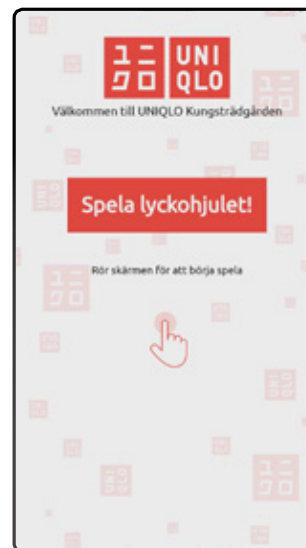 ユニ UNI
クロ QLO
Välkommen till UNIQLO Kungsträdgården
Spela lyckohjulet!
Rör skärmen för att börja spela